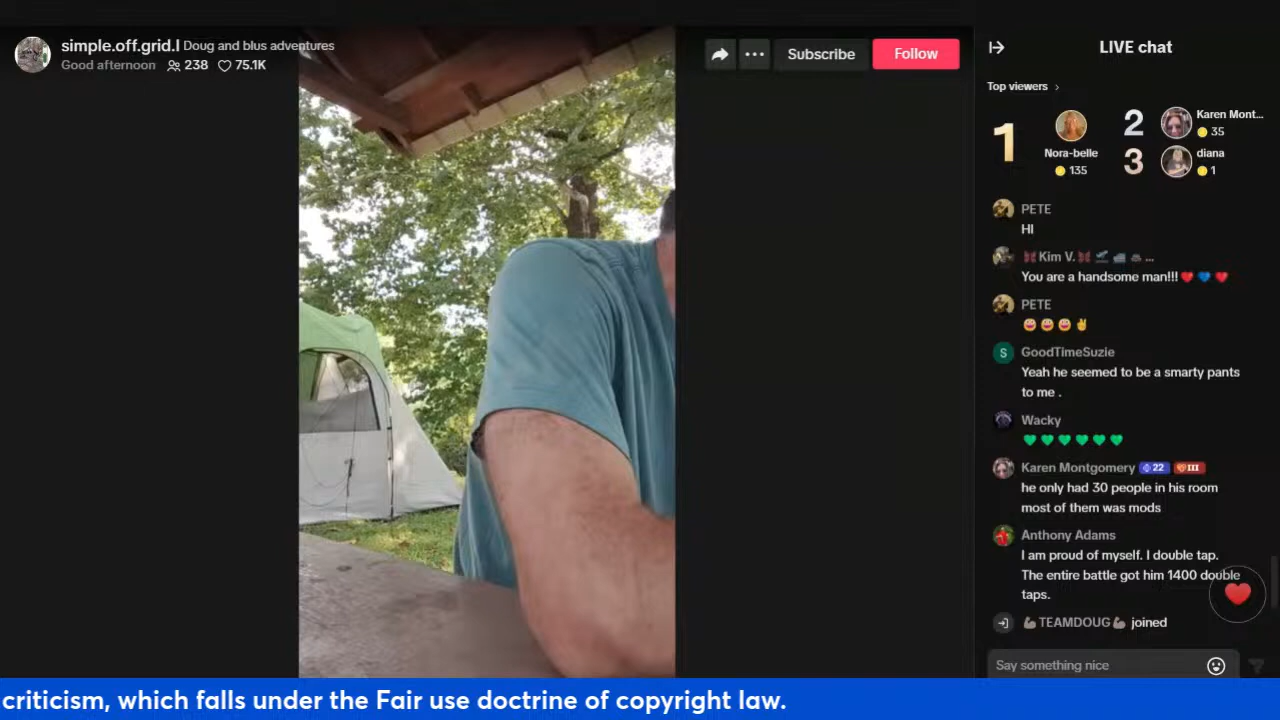 simple.off.grid.l Doug and blus adventures
Good afternoon 238 75.1K
Subscribe
Follow
LIVE chat
Top viewers >
1
Nora-belle
135
2
Karen Mont...
35
3
diana
1
PETE
HI
Kim V. ...
You are a handsome man!!!
PETE
S
GoodTimeSuzie
Yeah he seemed to be a smarty pants
to me .
Wacky
Karen Montgomery 22 III
he only had 30 people in his room
most of them was mods
Anthony Adams
I am proud of myself. I double tap.
The entire battle got him 1400 double
taps.
TEAMDOUG joined
Say something nice
criticism, which falls under the Fair use doctrine of copyright law.